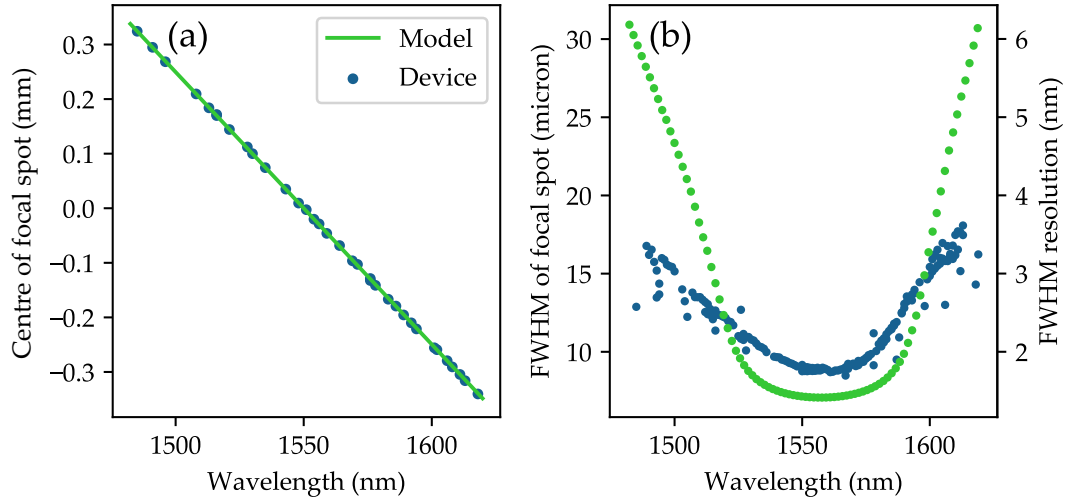 (a)
Model
Device
Centre of focal spot (mm)
0.3
0.2
0.1
0.0
−0.1
−0.2
−0.3
1500
1550
1600
Wavelength (nm)
(b)
FWHM of focal spot (micron)
30
25
20
15
10
FWHM resolution (nm)
6
5
4
3
2
1500
1550
1600
Wavelength (nm)